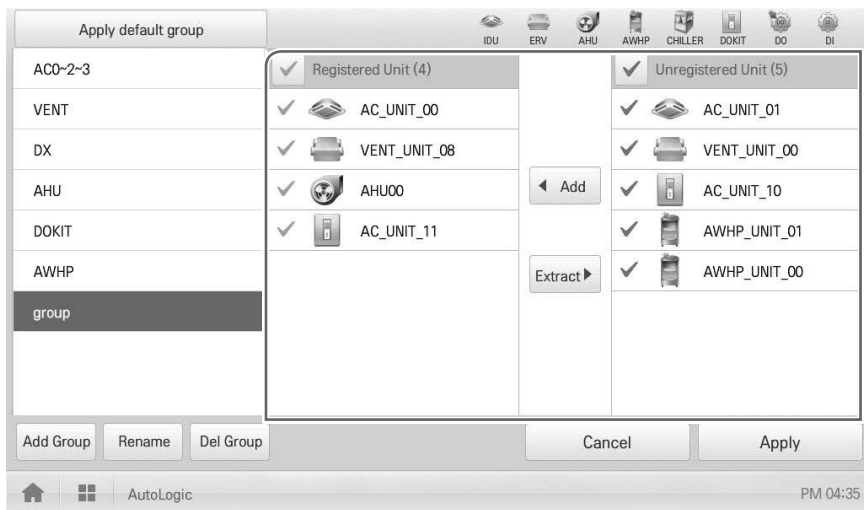 Apply default group
IDU ERV AHU AWHP CHILLER DOKIT DO DI
AC0~2~3
VENT
DX
AHU
DOKIT
AWHP
group
Registered Unit (4)
AC_UNIT_00
VENT_UNIT_08
AHU00
AC_UNIT_11
Add
Extract
Unregistered Unit (5)
AC_UNIT_01
VENT_UNIT_00
AC_UNIT_10
AWHP_UNIT_01
AWHP_UNIT_00
Add Group Rename Del Group Cancel Apply
AutoLogic PM 04:35